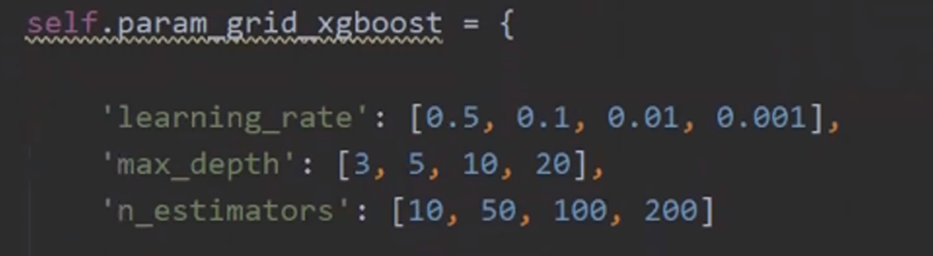 self.param_grid_xgboost = {
'learning_rate': [0.5, 0.1, 0.01, 0.001],
'max_depth': [3, 5, 10, 20],
'n_estimators': [10, 50, 100, 200]